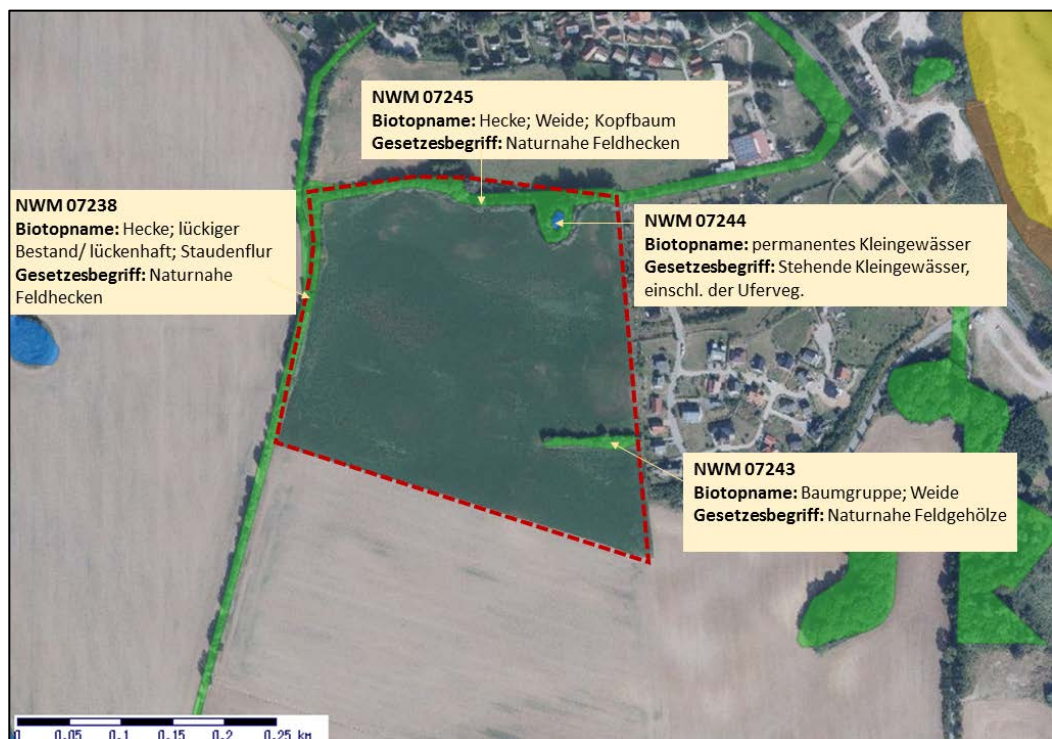 NWM 07245
Biotopname: Hecke; Weide; Kopfbaum
Gesetzesbegriff: Naturnahe Feldhecken
NWM 07238
Biotopname: Hecke; lückiger
Bestand/ lückenhaft; Staudenflur
Gesetzesbegriff: Naturnahe
Feldhecken
NWM 07244
Biotopname: permanentes Kleingewässer
Gesetzesbegriff: Stehende Kleingewässer,
einschl. der Uferveg.
NWM 07243
Biotopname: Baumgruppe; Weide
Gesetzesbegriff: Naturnahe Feldgehölze
0 0.05 0.1 0.15 0.2 0.25 km